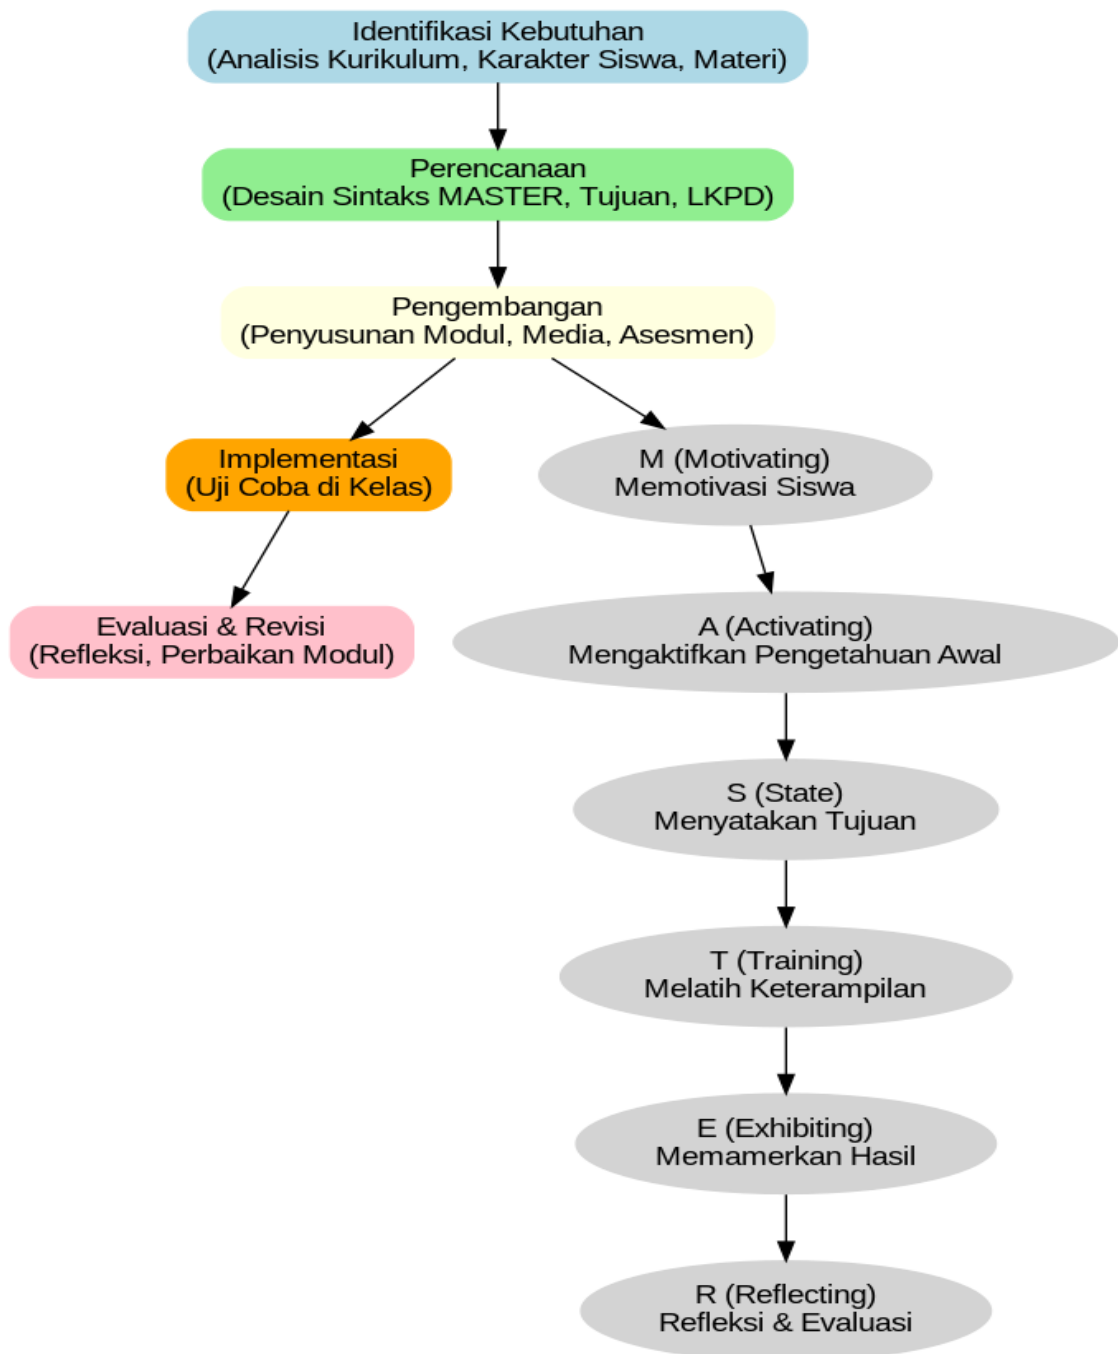 Identifikasi Kebutuhan
(Analisis Kurikulum, Karakter Siswa, Materi)
Perencanaan
(Desain Sintaks MASTER, Tujuan, LKPD)
Pengembangan
(Penyusunan Modul, Media, Asesmen)
Implementasi
(Uji Coba di Kelas)
M (Motivating)
Memotivasi Siswa
Evaluasi & Revisi
(Refleksi, Perbaikan Modul)
A (Activating)
Mengaktifkan Pengetahuan Awal
S (State)
Menyatakan Tujuan
T (Training)
Melatih Keterampilan
E (Exhibiting)
Memamerkan Hasil
R (Reflecting)
Refleksi & Evaluasi